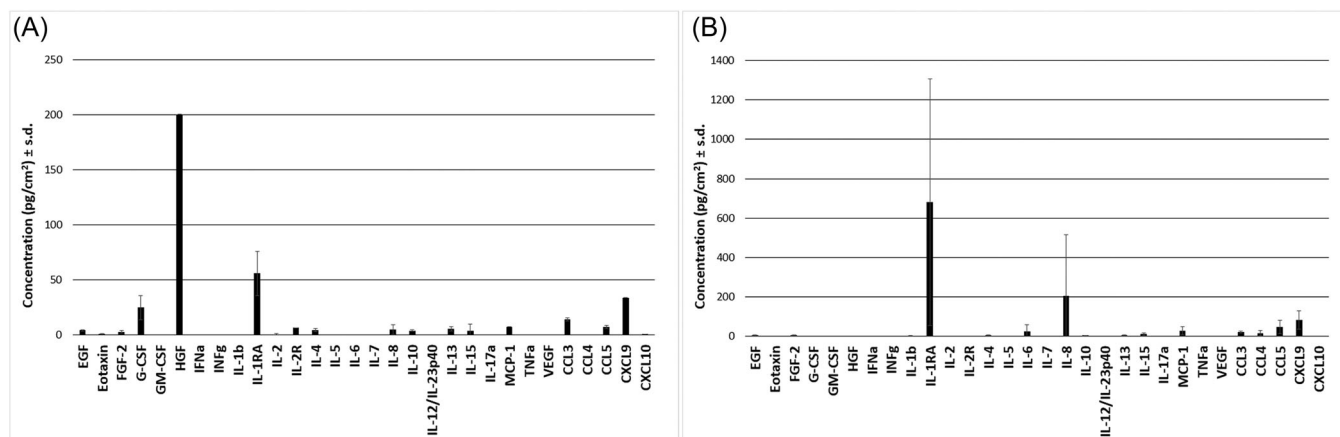 (A)
250
200
150
100
50
0
Concentration (pg/cm²) ± s.d.
EGF
Eotaxin
FGF-2
G-CSF
GM-CSF
HGF
IFNa
INFg
IL-1b
IL-1RA
IL-2
IL-2R
IL-4
IL-5
IL-6
IL-7
IL-8
IL-10
IL-12/IL-23p40
IL-13
IL-15
IL-17a
MCP-1
TNFa
VEGF
CCL3
CCL4
CCL5
CXCL9
CXCL10
(B)
1400
1200
1000
800
600
400
200
0
Concentration (pg/cm²) ± s.d.
EGF
Eotaxin
FGF-2
G-CSF
GM-CSF
HGF
IFNa
INFg
IL-1b
IL-1RA
IL-2
IL-2R
IL-4
IL-5
IL-6
IL-7
IL-8
IL-10
IL-12/IL-23p40
IL-13
IL-15
IL-17a
MCP-1
TNFa
VEGF
CCL3
CCL4
CCL5
CXCL9
CXCL10